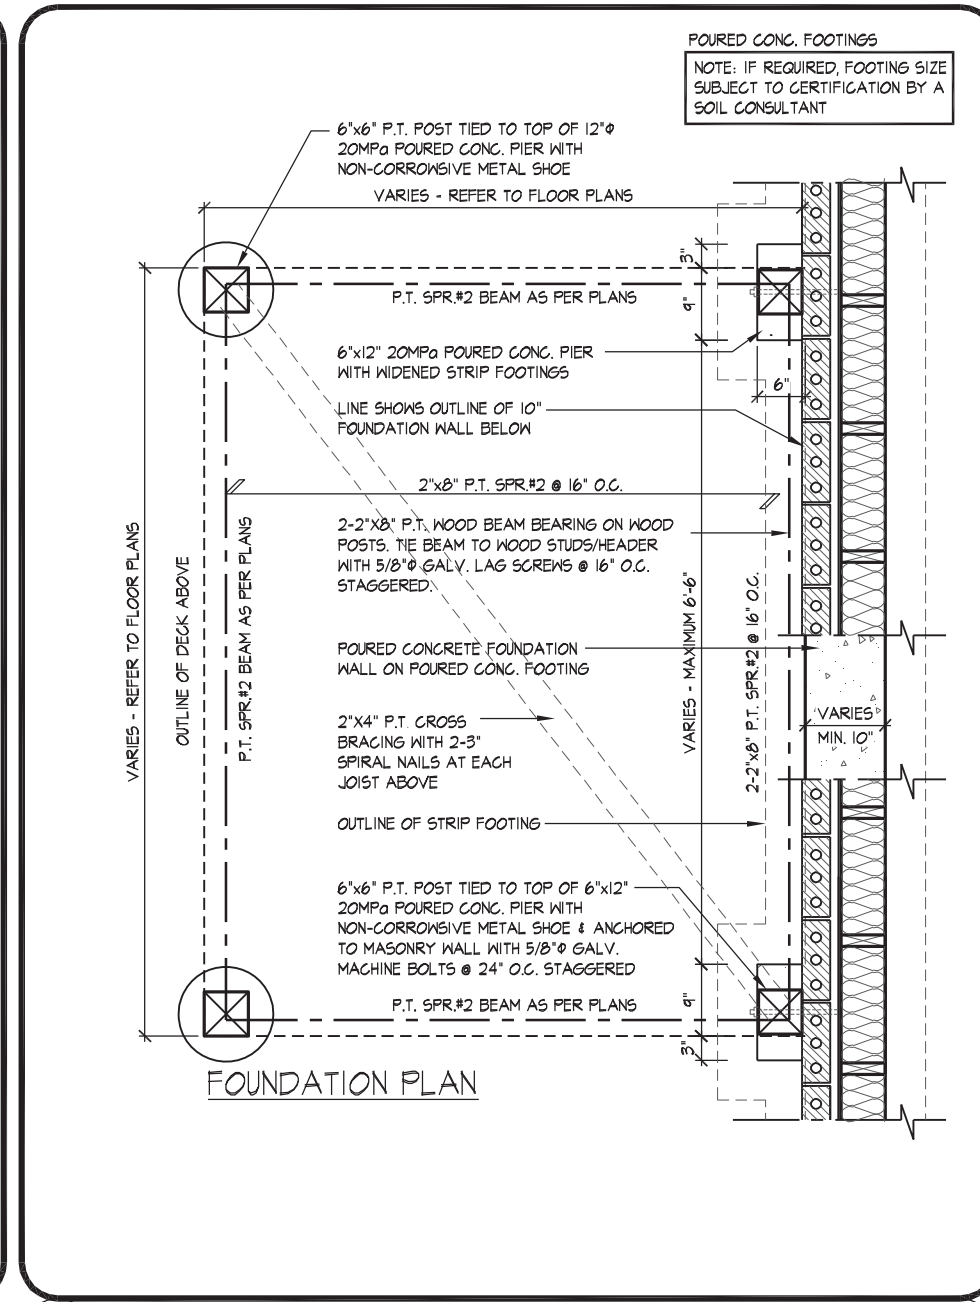 POURED CONC. FOOTINGS
NOTE: IF REQUIRED, FOOTING SIZE
SUBJECT TO CERTIFICATION BY A
SOIL CONSULTANT
6"x6" P.T. POST TIED TO TOP OF 12"Φ
20MPa POURED CONC. PIER WITH
NON-CORROWSIVE METAL SHOE
VARIES - REFER TO FLOOR PLANS
3"
P.T. SPR.#2 BEAM AS PER PLANS
9"
6"x12" 20MPa POURED CONC. PIER
WITH WIDENED STRIP FOOTINGS
6"
LINE SHOWS OUTLINE OF 10"
FOUNDATION WALL BELOW
2"x8" P.T. SPR.#2 @ 16" O.C.
2-2"X8" P.T. WOOD BEAM BEARING ON WOOD
POSTS. TIE BEAM TO WOOD STUDS/HEADER
WITH 5/8"Φ GALV. LAG SCREWS @ 16" O.C.
STAGGERED.
VARIES - REFER TO FLOOR PLANS
OUTLINE OF DECK ABOVE
P.T. SPR.#2 BEAM AS PER PLANS
VARIES - MAXIMUM 6'-6"
2-2"x8" P.T. SPR.#2 @ 16" O.C.
POURED CONCRETE FOUNDATION
WALL ON POURED CONC. FOOTING
VARIES
MIN. 10"
2"X4" P.T. CROSS
BRACING WITH 2-3"
SPIRAL NAILS AT EACH
JOIST ABOVE
OUTLINE OF STRIP FOOTING
6"x6" P.T. POST TIED TO TOP OF 6"x12"
20MPa POURED CONC. PIER WITH
NON-CORROWSIVE METAL SHOE & ANCHORED
TO MASONRY WALL WITH 5/8"Φ GALV.
MACHINE BOLTS @ 24" O.C. STAGGERED
P.T. SPR.#2 BEAM AS PER PLANS
9"
3"
FOUNDATION PLAN